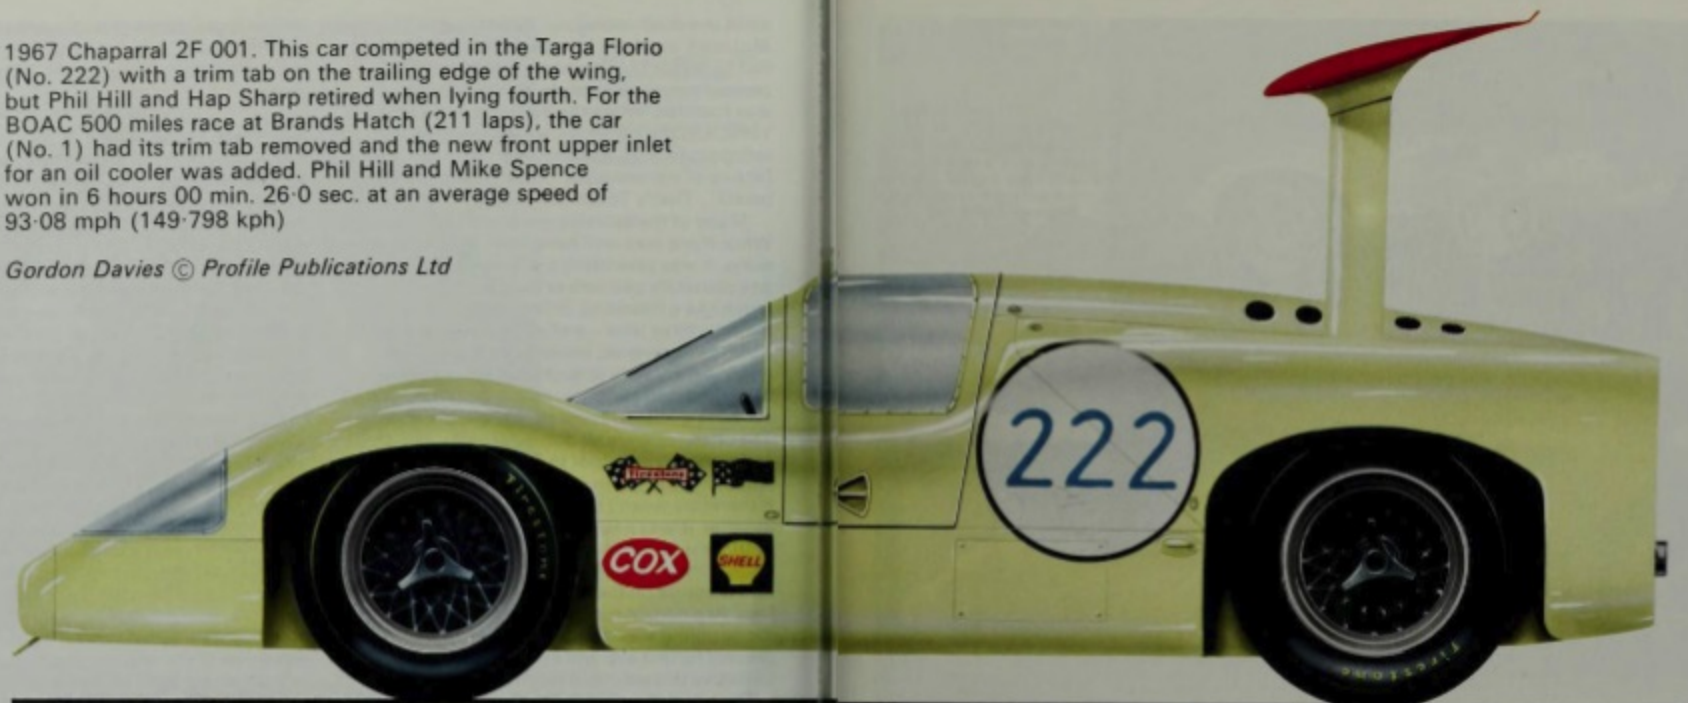 1967 Chaparral 2F 001. This car competed in the Targa Florio
(No. 222) with a trim tab on the trailing edge of the wing,
but Phil Hill and Hap Sharp retired when lying fourth. For the
BOAC 500 miles race at Brands Hatch (211 laps), the car
(No. 1) had its trim tab removed and the new front upper inlet
for an oil cooler was added. Phil Hill and Mike Spence
won in 6 hours 00 min. 26·0 sec. at an average speed of
93·08 mph (149·798 kph)
Gordon Davies © Profile Publications Ltd
222
Firestone
Firestone
COX
SHELL
Firestone